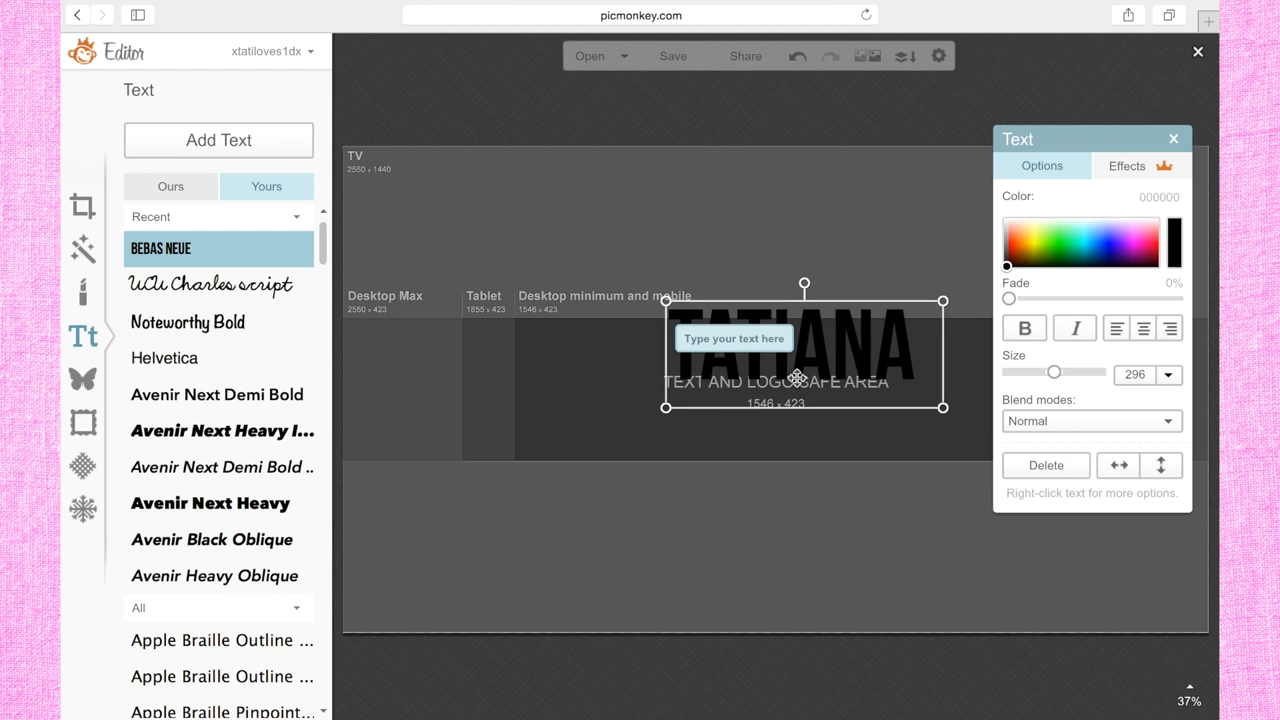 picmonkey.com
Editor
xtatiloves1dx
Open
Save
Share
Text
Add Text
Ours
Yours
Recent
BEBAS NEUE
Wai Charles script
Noteworthy Bold
Helvetica
Avenir Next Demi Bold
Avenir Next Heavy I...
Avenir Next Demi Bold ..
Avenir Next Heavy
Avenir Black Oblique
Avenir Heavy Oblique
All
Apple Braille Outline ...
Apple Braille Outline ...
Apple Braille Pinpoint...
TV
2560 x 1440
Desktop Max
2560 x 423
Tablet
1855 x 423
Desktop minimum and mobile
1546 x 423
Type your text here
TEXT AND LOGO SAFE AREA
1546 x 423
Text
Options
Effects
Color:
000000
Fade
0%
B
I
Size
296
Blend modes:
Normal
Delete
Right-click text for more options.
37%